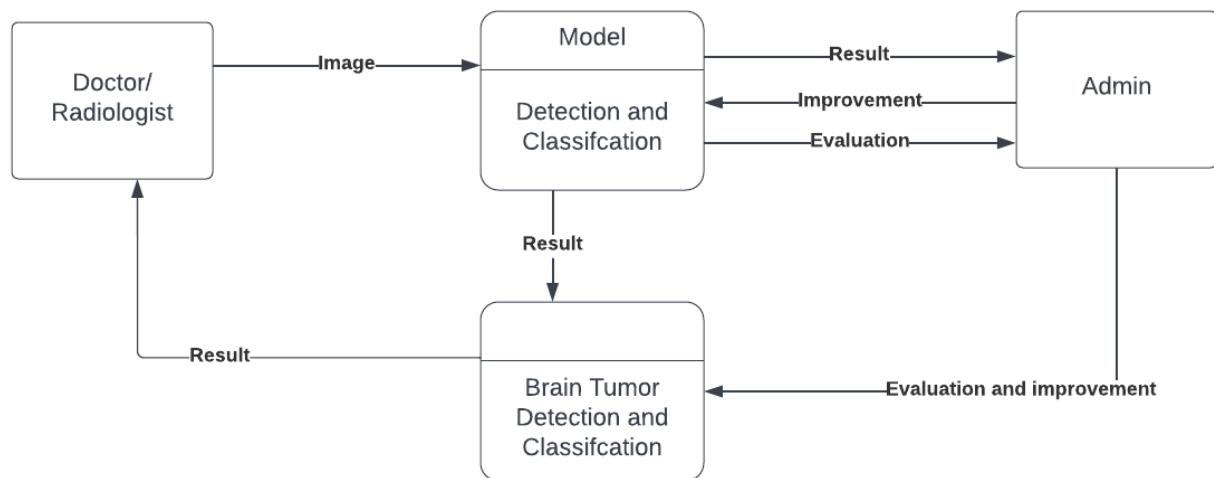 Doctor/
Radiologist
Image
Model
Detection and
Classifcation
Result
Improvement
Evaluation
Admin
Result
Result
Brain Tumor
Detection and
Classifcation
Evaluation and improvement